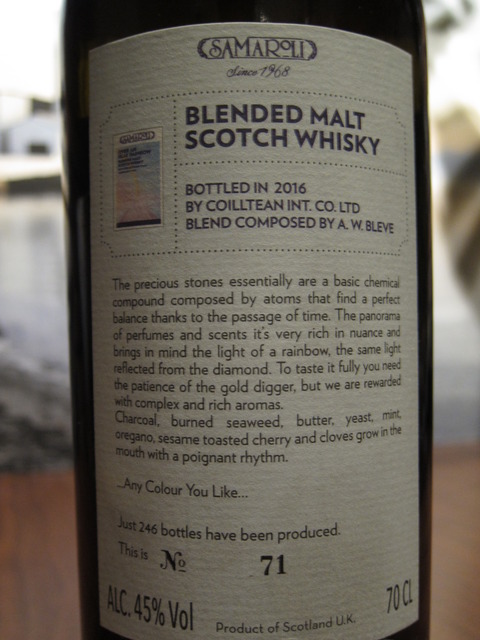 SAMAROLI
Since 1968
BLENDED MALT
SCOTCH WHISKY
SAMAROLI
BOTTLED IN 2016
BY COILLTEAN INT. CO. LTD
BLEND COMPOSED BY A. W. BLEVE
The precious stones essentially are a basic chemical
compound composed by atoms that find a perfect
balance thanks to the passage of time. The panorama
of perfumes and scents it's very rich in nuance and
brings in mind the light of a rainbow, the same light
reflected from the diamond. To taste it fully you need
the patience of the gold digger, but we are rewarded
with complex and rich aromas.
Charcoal, burned seaweed, butter, yeast, mint,
oregano, sesame toasted cherry and cloves grow in the
mouth with a poignant rhythm.
...Any Colour You Like...
Just 246 bottles have been produced.
This is No 71
ALC. 45% Vol
Product of Scotland U.K.
70 CL